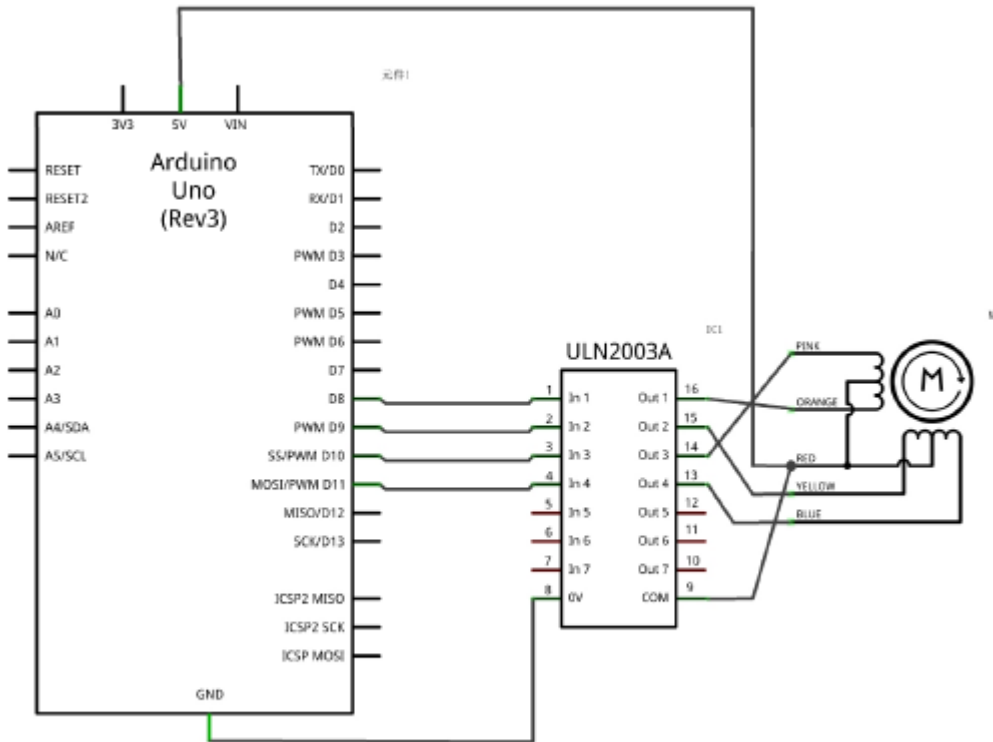 元件1
3V3 5V VIN
Arduino
Uno
(Rev3)
RESET TX/D0
RESET2 RX/D1
AREF D2
N/C PWM D3
D4
A0 PWM D5
A1 PWM D6
A2 D7
A3 D8
A4/SDA PWM D9
A5/SCL SS/PWM D10
MOSI/PWM D11
MISO/D12
SCK/D13
ICSP2 MISO
ICSP2 SCK
ICSP MOSI
GND
IC1
ULN2003A
1 In 1 Out 1 16
2 In 2 Out 2 15
3 In 3 Out 3 14
4 In 4 Out 4 13
5 In 5 Out 5 12
6 In 6 Out 6 11
7 In 7 Out 7 10
8 0V COM 9
PINK
M
ORANGE
RED
YELLOW
BLUE